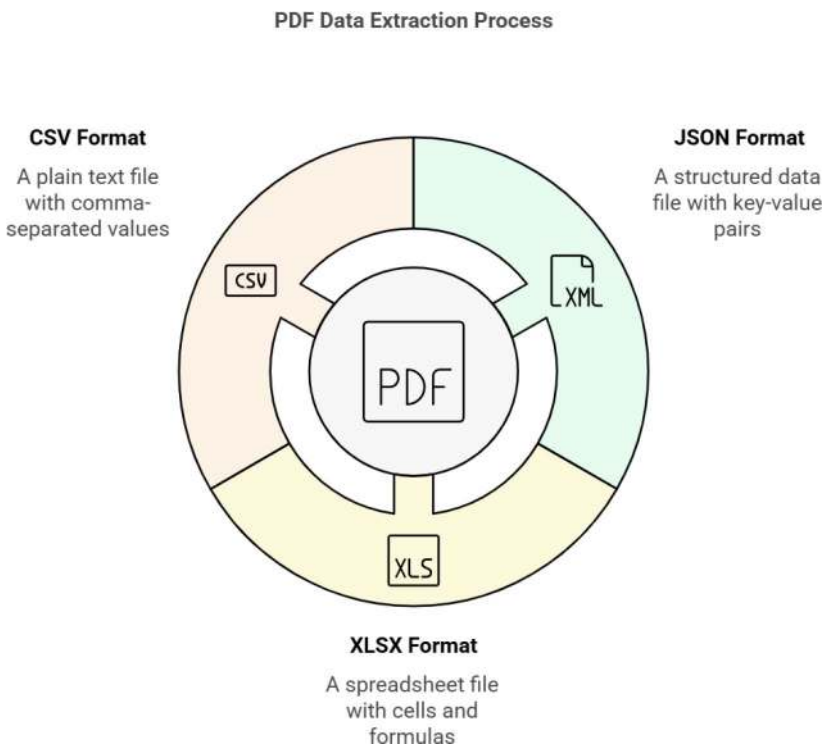 PDF Data Extraction Process
CSV Format
A plain text file
with comma-
separated values
JSON Format
A structured data
file with key-value
pairs
CSV
XML
PDF
XLS
XLSX Format
A spreadsheet file
with cells and
formulas